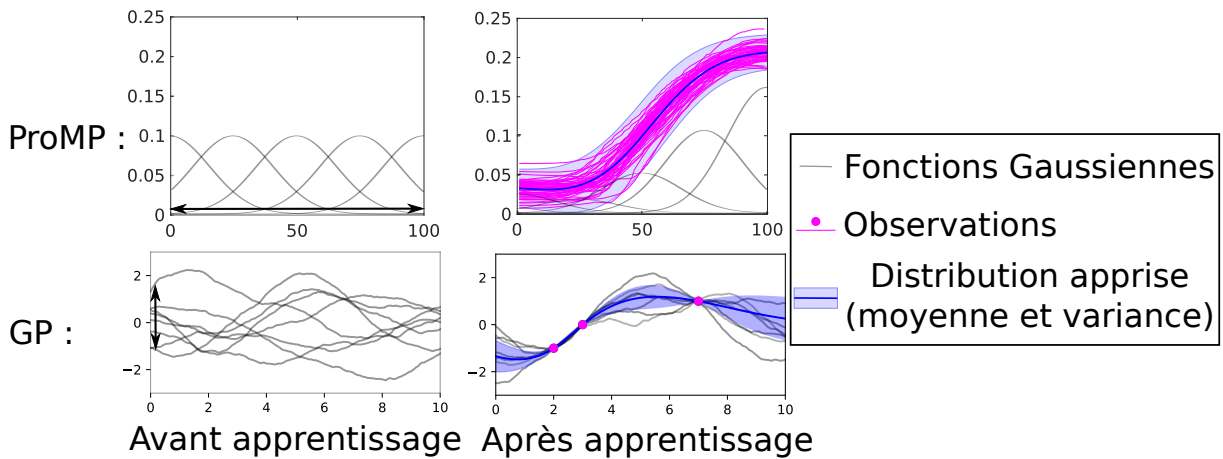 0.25
0.2
0.15
0.1
0.05
0
0 50 100
0.25
0.2
0.15
0.1
0.05
0
0 50 100
ProMP :
2
0
−2
0 2 4 6 8 10
2
0
−2
0 2 4 6 8 10
GP :
Avant apprentissage
Après apprentissage
Fonctions Gaussiennes
Observations
Distribution apprise
(moyenne et variance)